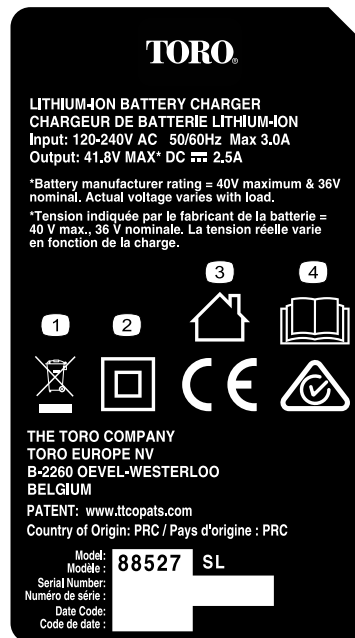 TORO.
LITHIUM-ION BATTERY CHARGER
CHARGEUR DE BATTERIE LITHIUM-ION
Input: 120-240V AC 50/60Hz Max 3.0A
Output: 41.8V MAX* DC 2.5A
*Battery manufacturer rating = 40V maximum & 36V
nominal. Actual voltage varies with load.
*Tension indiquée par le fabricant de la batterie =
40 V max., 36 V nominale. La tension réelle varie
en fonction de la charge.
3 4
1 2
CE
THE TORO COMPANY
TORO EUROPE NV
B-2260 OEVEL-WESTERLOO
BELGIUM
PATENT: www.ttcopats.com
Country of Origin: PRC / Pays d'origine : PRC
Model:
Modèle : 88527 SL
Serial Number:
Numéro de série :
Date Code:
Code de date :